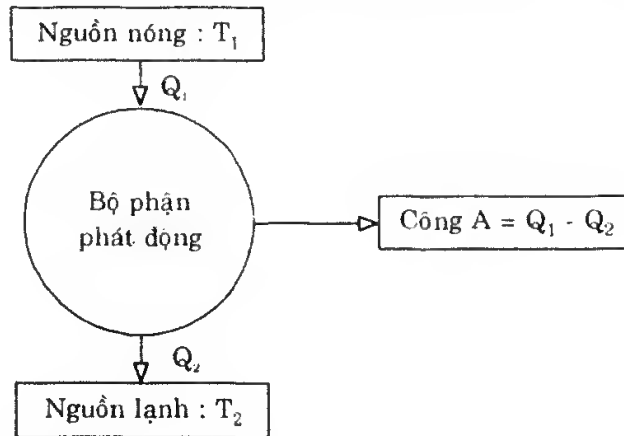 Nguồn nóng : T₁
Q₁
Bộ phận
phát động
Công A = Q₁ - Q₂
Q₂
Nguồn lạnh : T₂